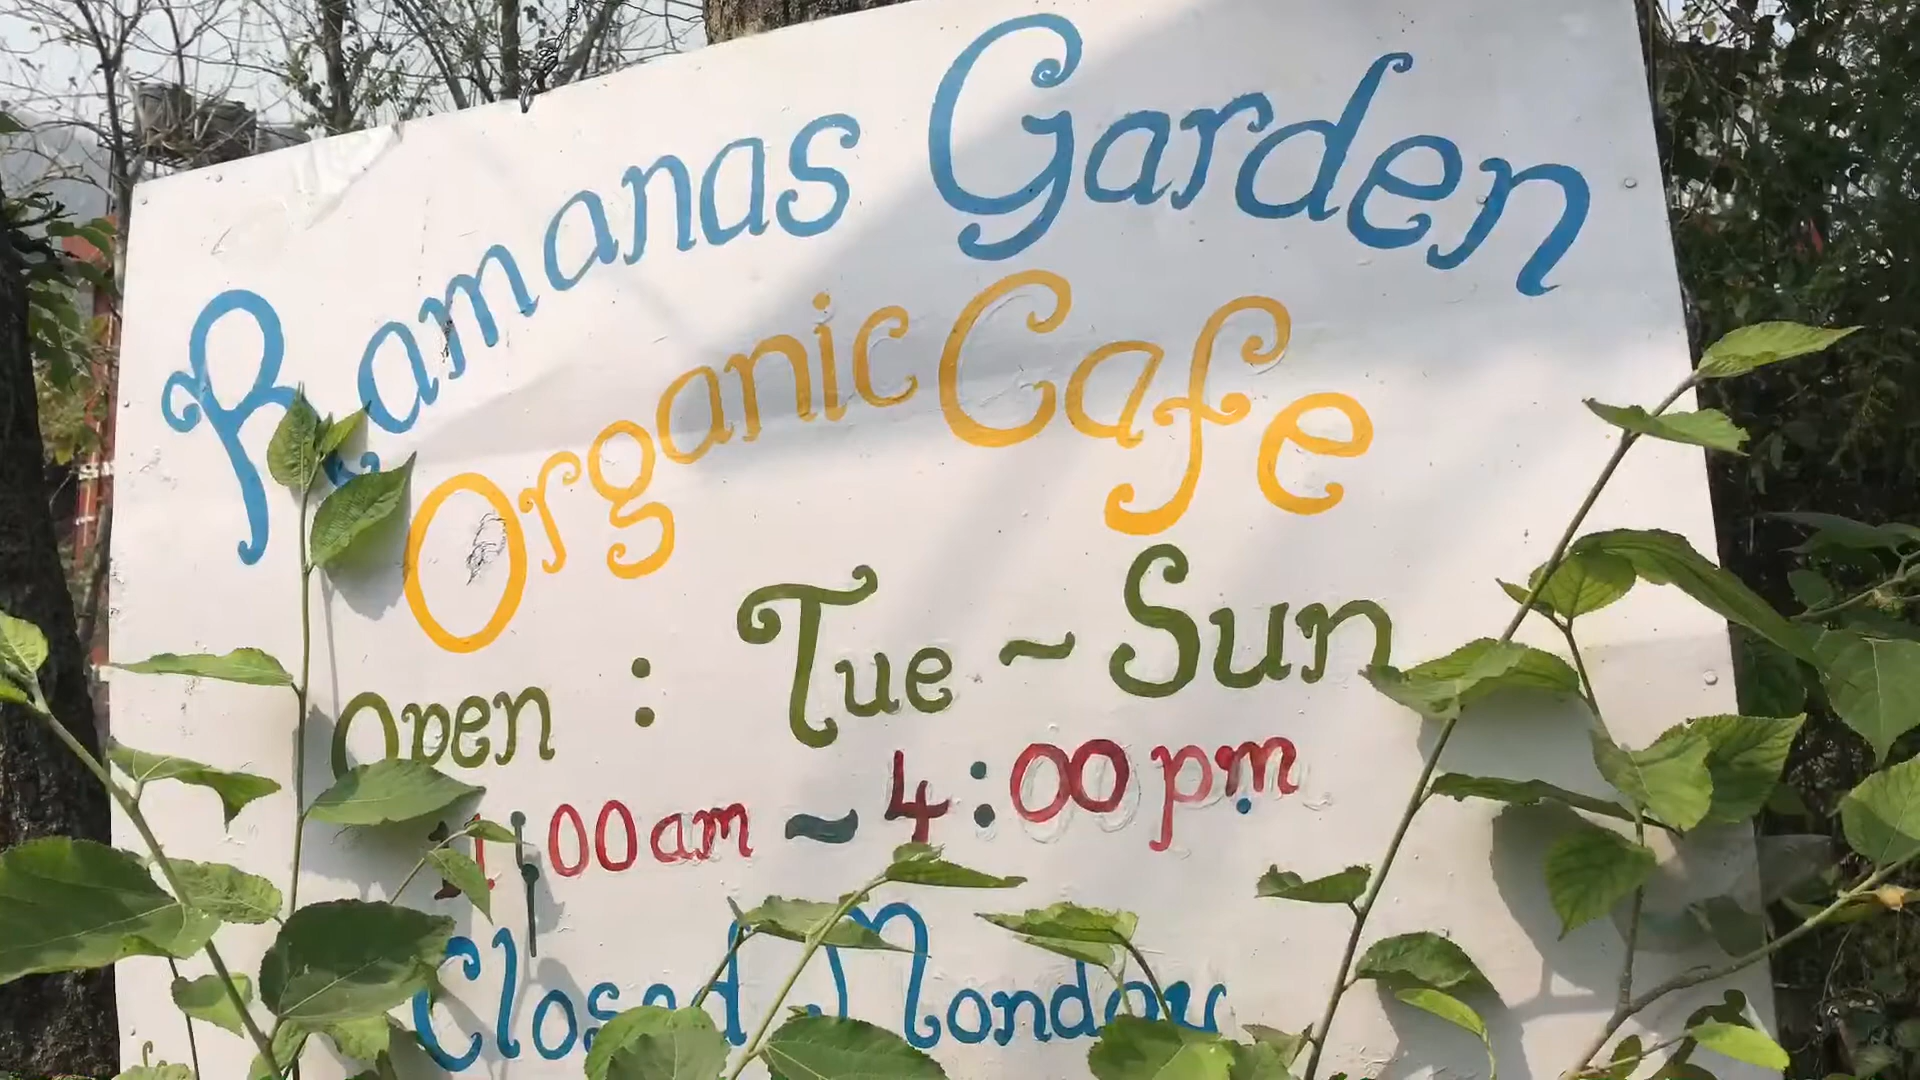 Ramanas Garden
Organic Cafe
Open : Tue ~ Sun
11:00am ~ 4:00pm
Closed Monday